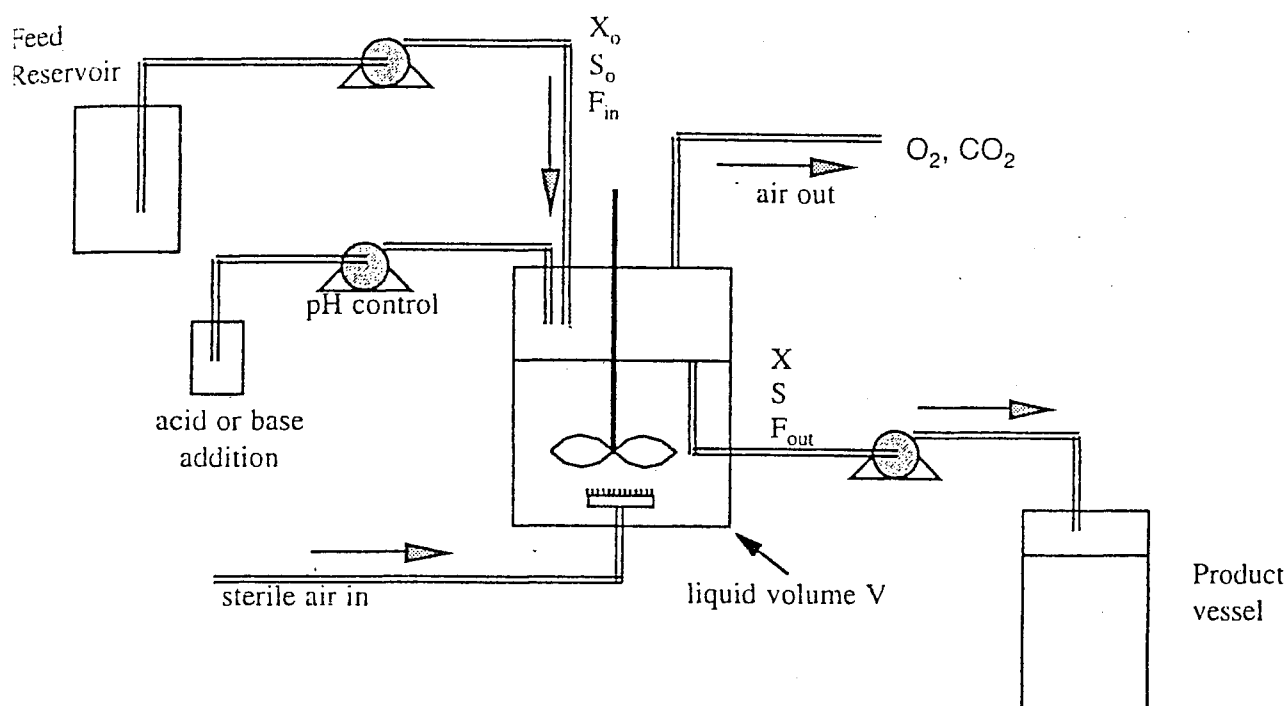 Feed
Reservoir
X₀
S₀
F_in
O₂, CO₂
air out
pH control
acid or base
addition
X
S
F_out
sterile air in
liquid volume V
Product
vessel